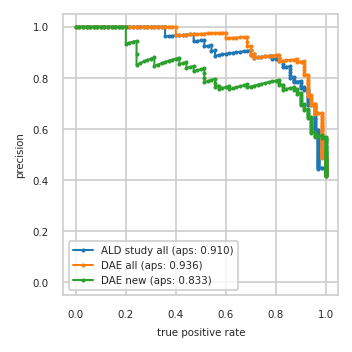 1.0
0.8
0.6
0.4
0.2
0.0
precision
ALD study all (aps: 0.910)
DAE all (aps: 0.936)
DAE new (aps: 0.833)
0.0 0.2 0.4 0.6 0.8 1.0
true positive rate